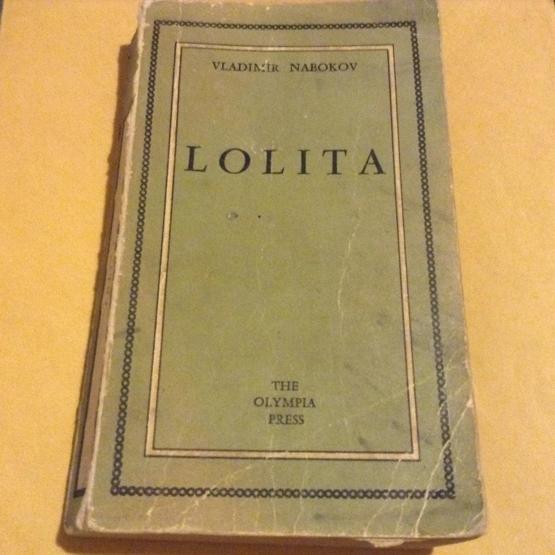 VLADIMIR NABOKOV
LOLITA
THE
OLYMPIA
PRESS